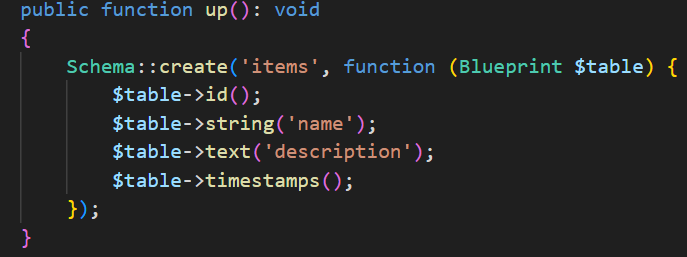 public function up(): void
{
    Schema::create('items', function (Blueprint $table) {
        $table->id();
        $table->string('name');
        $table->text('description');
        $table->timestamps();
    });
}